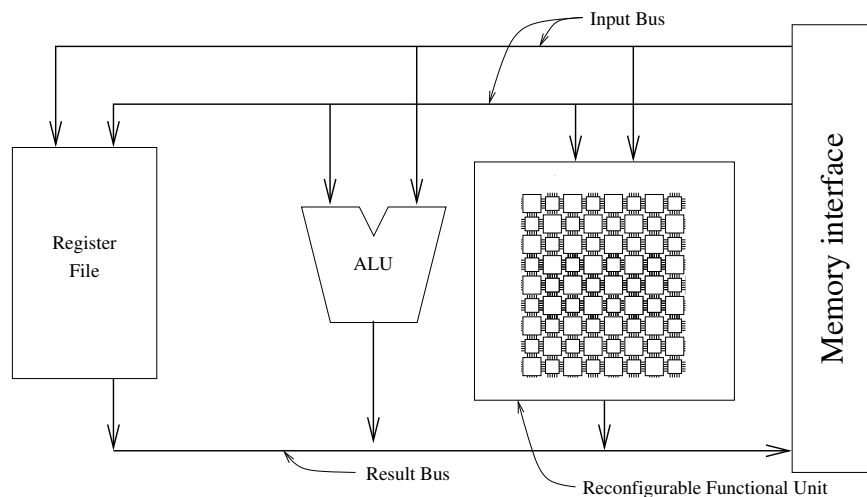 Input Bus
Register
File
ALU
Memory interface
Result Bus
Reconfigurable Functional Unit